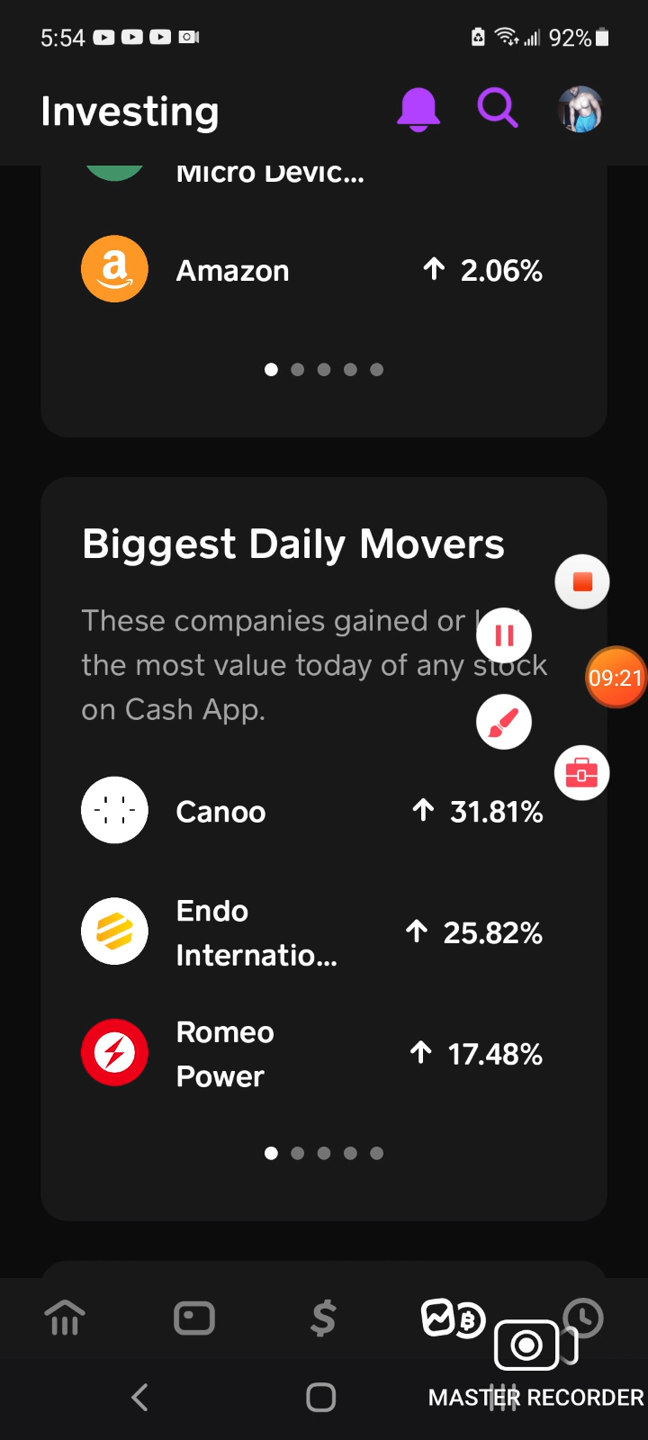 5:54
92%
Investing
Micro Devic...
Amazon
↑ 2.06%
Biggest Daily Movers
These companies gained or
the most value today of any stock
on Cash App.
09:21
Canoo
↑ 31.81%
Endo
Internatio...
↑ 25.82%
Romeo
Power
↑ 17.48%
MASTER RECORDER